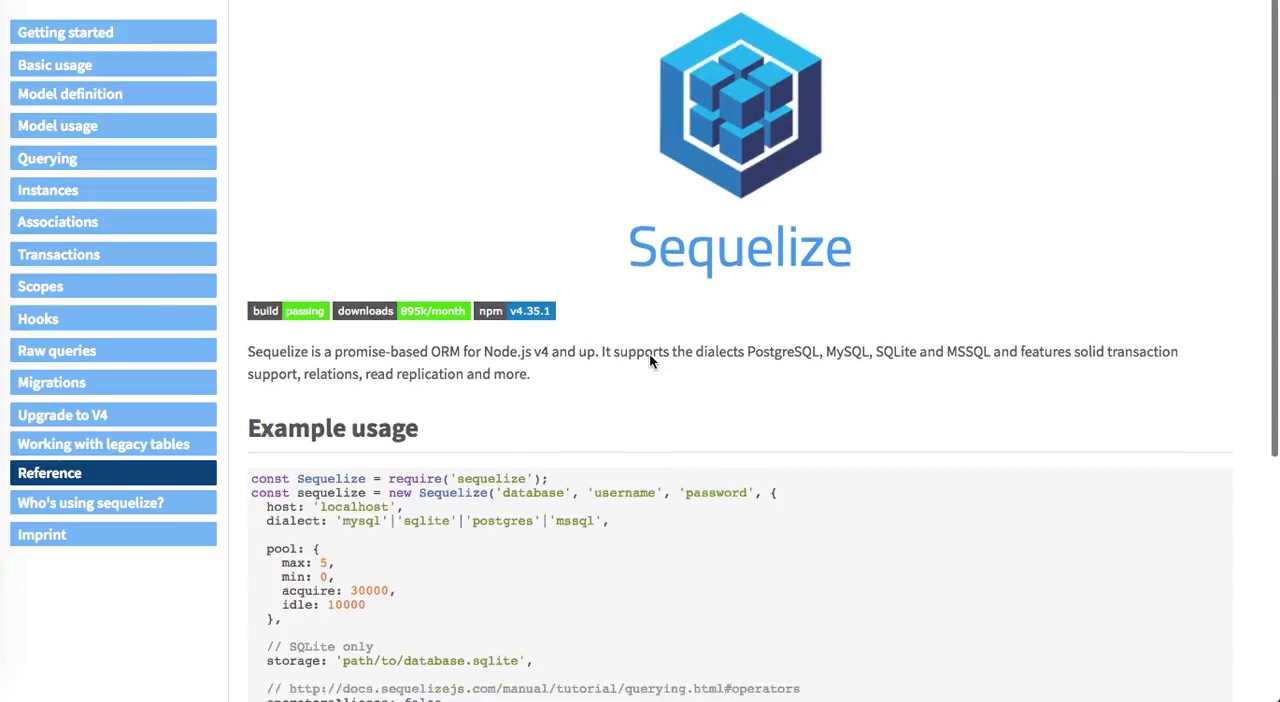 Getting started
Basic usage
Model definition
Model usage
Querying
Instances
Associations
Transactions
Scopes
Hooks
Raw queries
Migrations
Upgrade to V4
Working with legacy tables
Reference
Who's using sequelize?
Imprint
Sequelize
build passing downloads 895k/month npm v4.35.1
Sequelize is a promise-based ORM for Node.js v4 and up. It supports the dialects PostgreSQL, MySQL, SQLite and MSSQL and features solid transaction
support, relations, read replication and more.
Example usage
const Sequelize = require('sequelize');
const sequelize = new Sequelize('database', 'username', 'password', {
  host: 'localhost',
  dialect: 'mysql'|'sqlite'|'postgres'|'mssql',
  pool: {
    max: 5,
    min: 0,
    acquire: 30000,
    idle: 10000
  },
  // SQLite only
  storage: 'path/to/database.sqlite',
  // http://docs.sequelizejs.com/manual/tutorial/querying.html#operators
  operatorsAliases: false